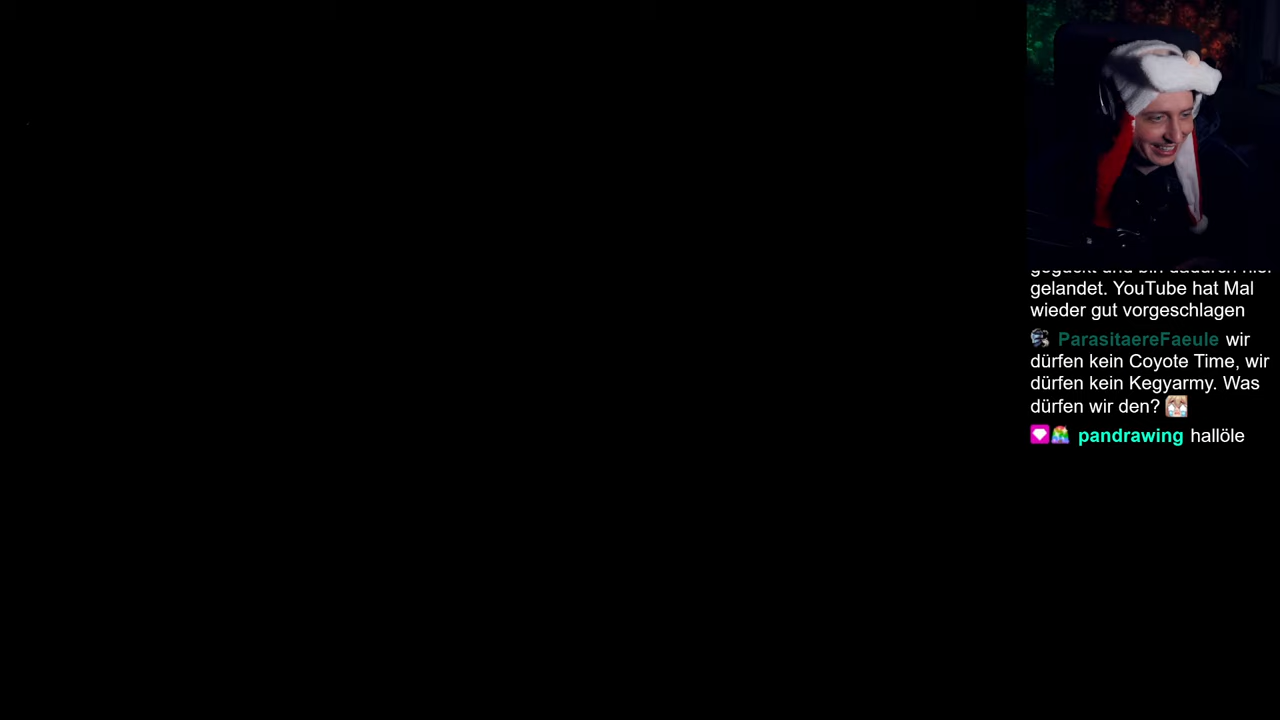 gelandet. YouTube hat Mal
wieder gut vorgeschlagen
ParasitaereFaeule wir
dürfen kein Coyote Time, wir
dürfen kein Kegyarmy. Was
dürfen wir den?
pandrawing hallöle